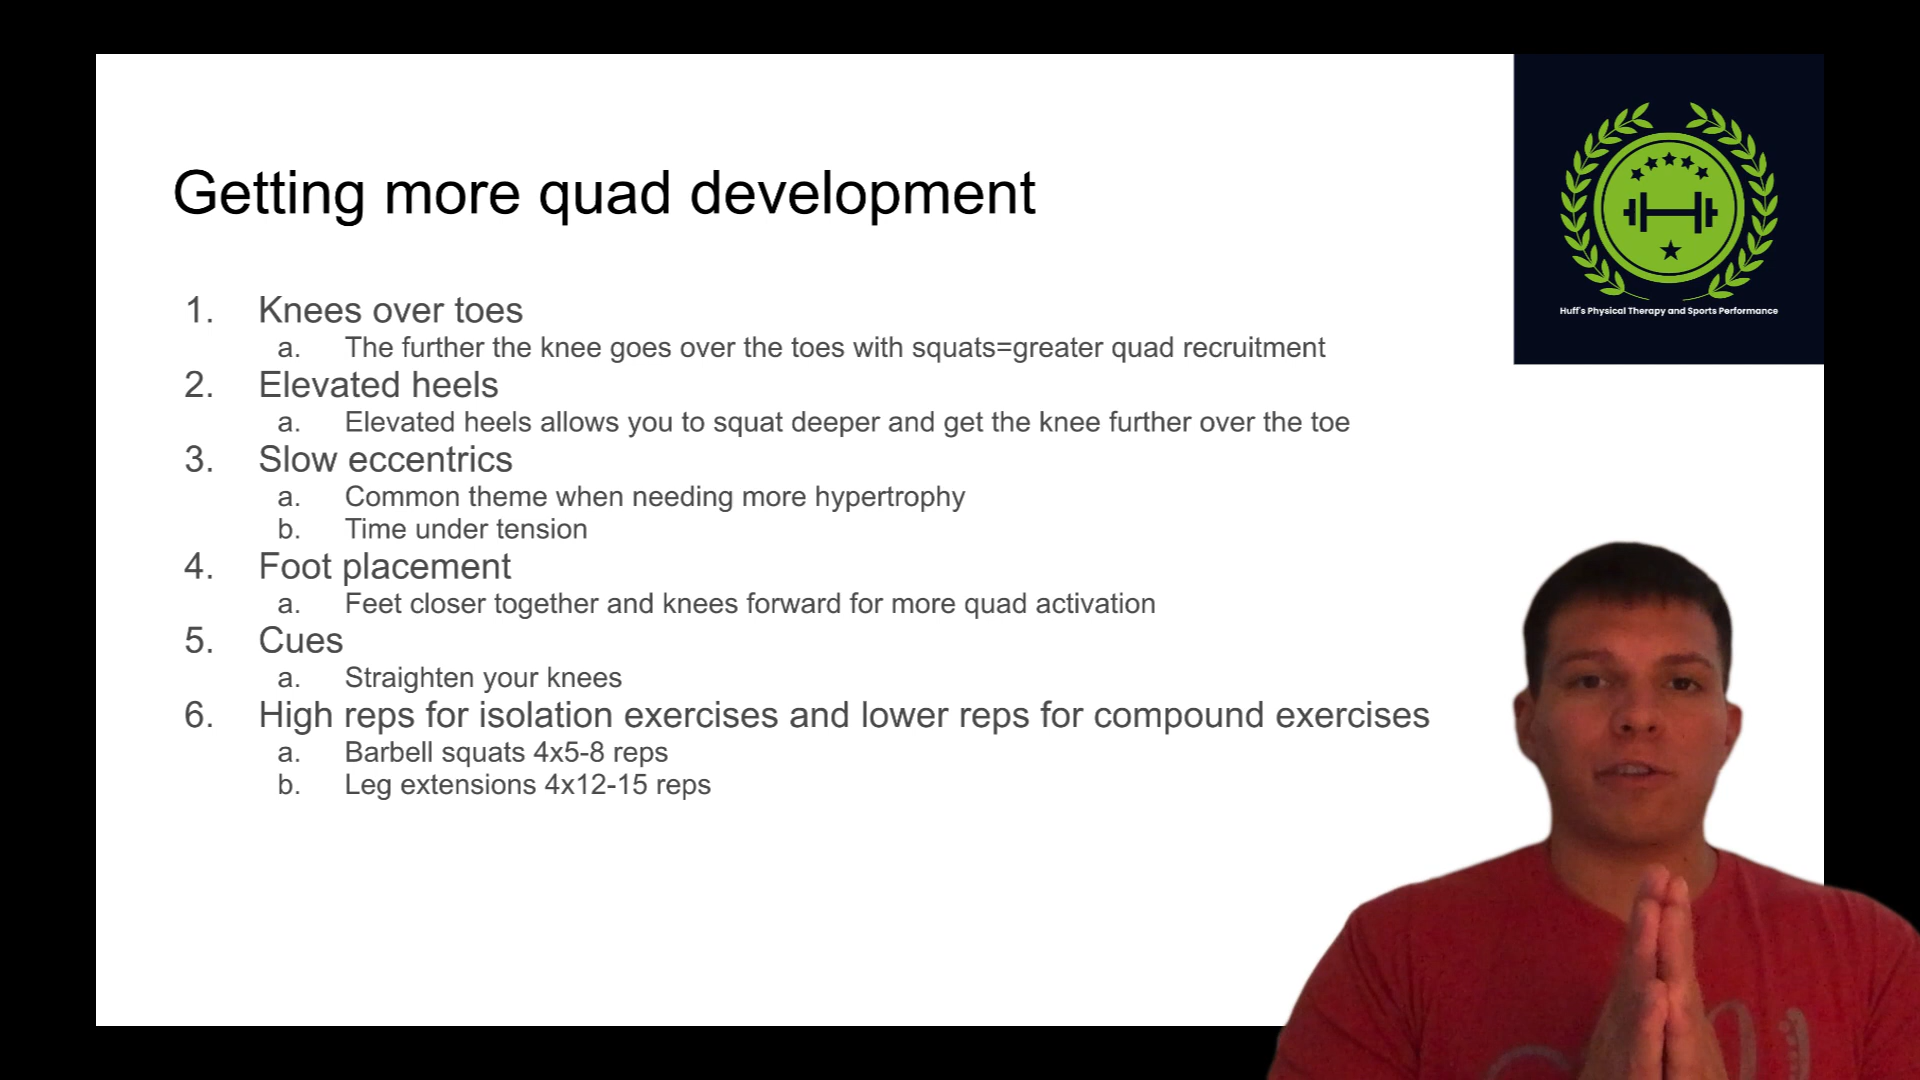 Getting more quad development
1. Knees over toes
a. The further the knee goes over the toes with squats=greater quad recruitment
2. Elevated heels
a. Elevated heels allows you to squat deeper and get the knee further over the toe
3. Slow eccentrics
a. Common theme when needing more hypertrophy
b. Time under tension
4. Foot placement
a. Feet closer together and knees forward for more quad activation
5. Cues
a. Straighten your knees
6. High reps for isolation exercises and lower reps for compound exercises
a. Barbell squats 4x5-8 reps
b. Leg extensions 4x12-15 reps
Huff's Physical Therapy and Sports Performance